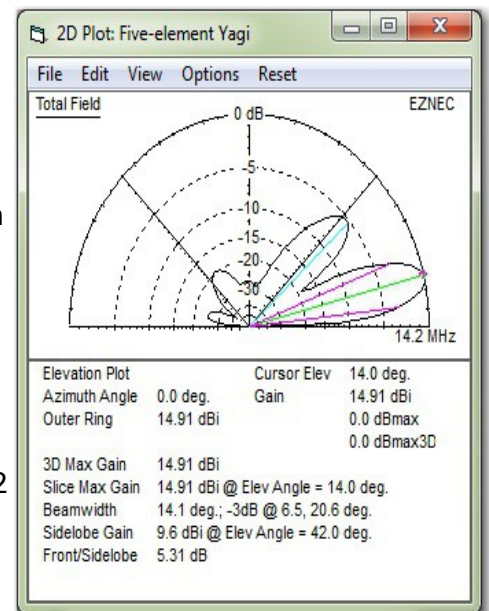 2D Plot: Five-element Yagi
File Edit View Options Reset
Total Field
EZNEC
0 dB
-5
-10
-15
-20
-30
14.2 MHz
n
2
Elevation Plot Cursor Elev 14.0 deg.
Azimuth Angle 0.0 deg. Gain 14.91 dBi
Outer Ring 14.91 dBi 0.0 dBmax
0.0 dBmax3D
3D Max Gain 14.91 dBi
Slice Max Gain 14.91 dBi @ Elev Angle = 14.0 deg.
Beamwidth 14.1 deg.; -3dB @ 6.5, 20.6 deg.
Sidelobe Gain 9.6 dBi @ Elev Angle = 42.0 deg.
Front/Sidelobe 5.31 dB